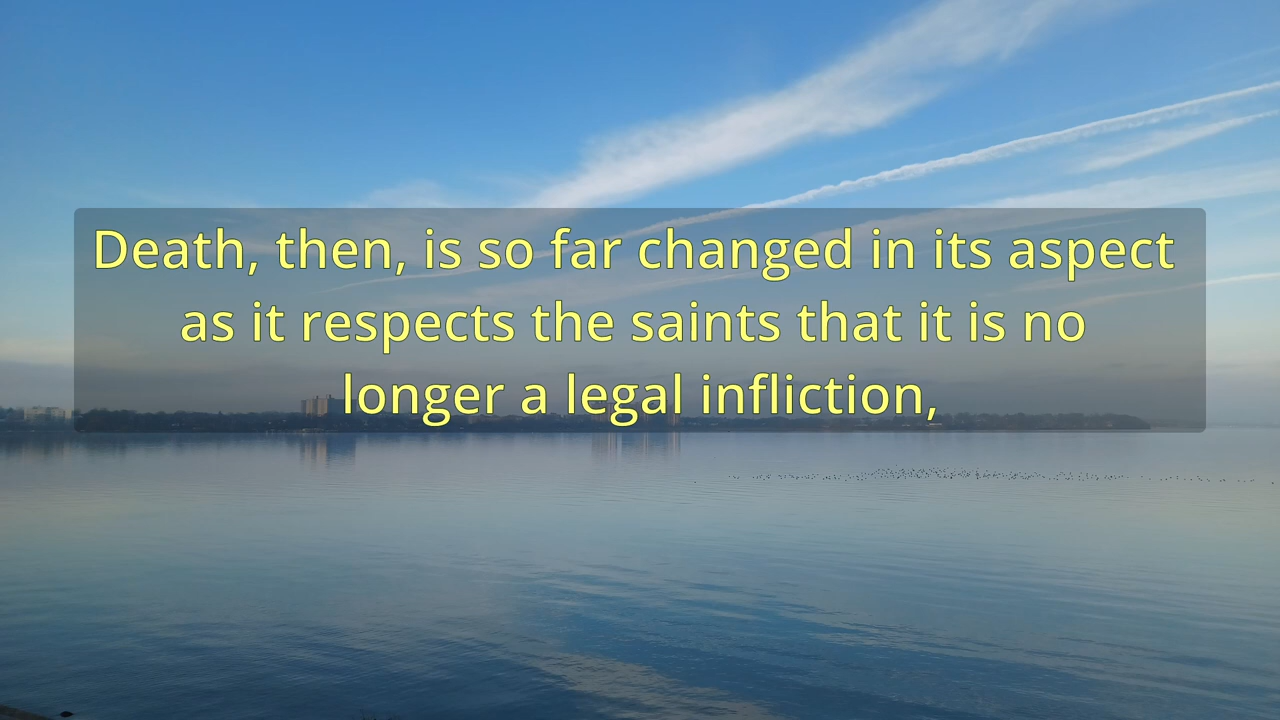 Death, then, is so far changed in its aspect
as it respects the saints that it is no
longer a legal infliction,